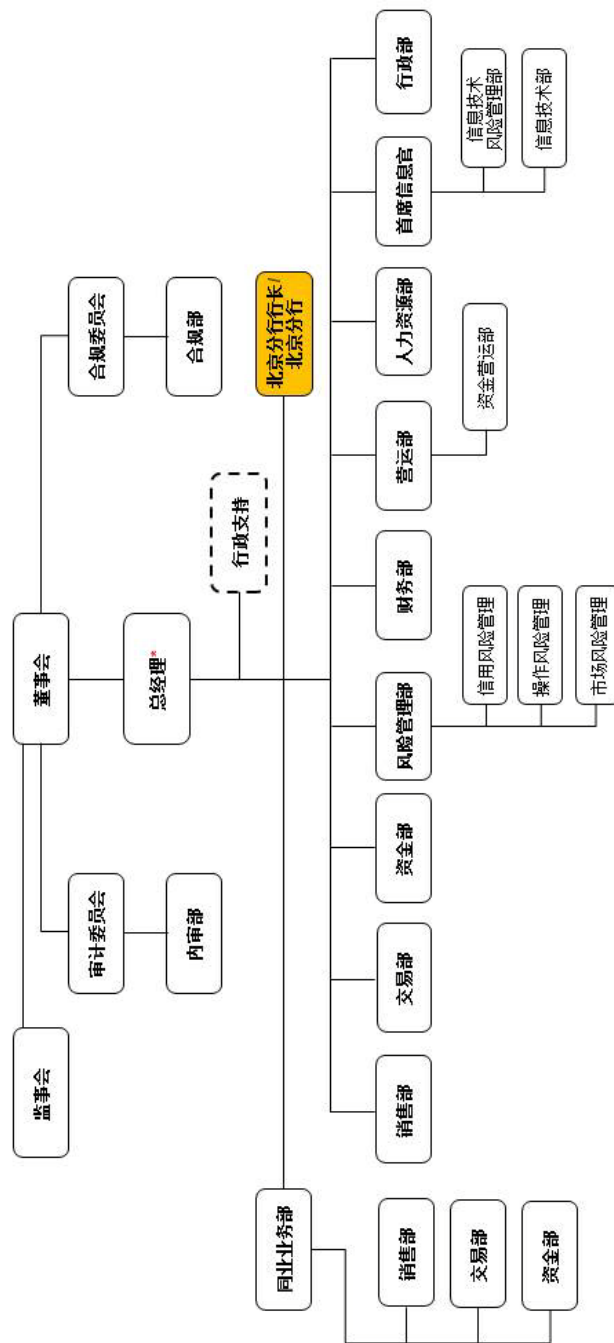 董事会
监事会
审计委员会
合规委员会
总经理*
内审部
合规部
行政支持
同业业务部
北京分行行长/
北京分行
销售部
交易部
资金部
风险管理部
财务部
营运部
人力资源部
首席信息官
行政部
销售部
交易部
资金部
信用风险管理
操作风险管理
市场风险管理
资金营运部
信息技术
风险管理部
信息技术部